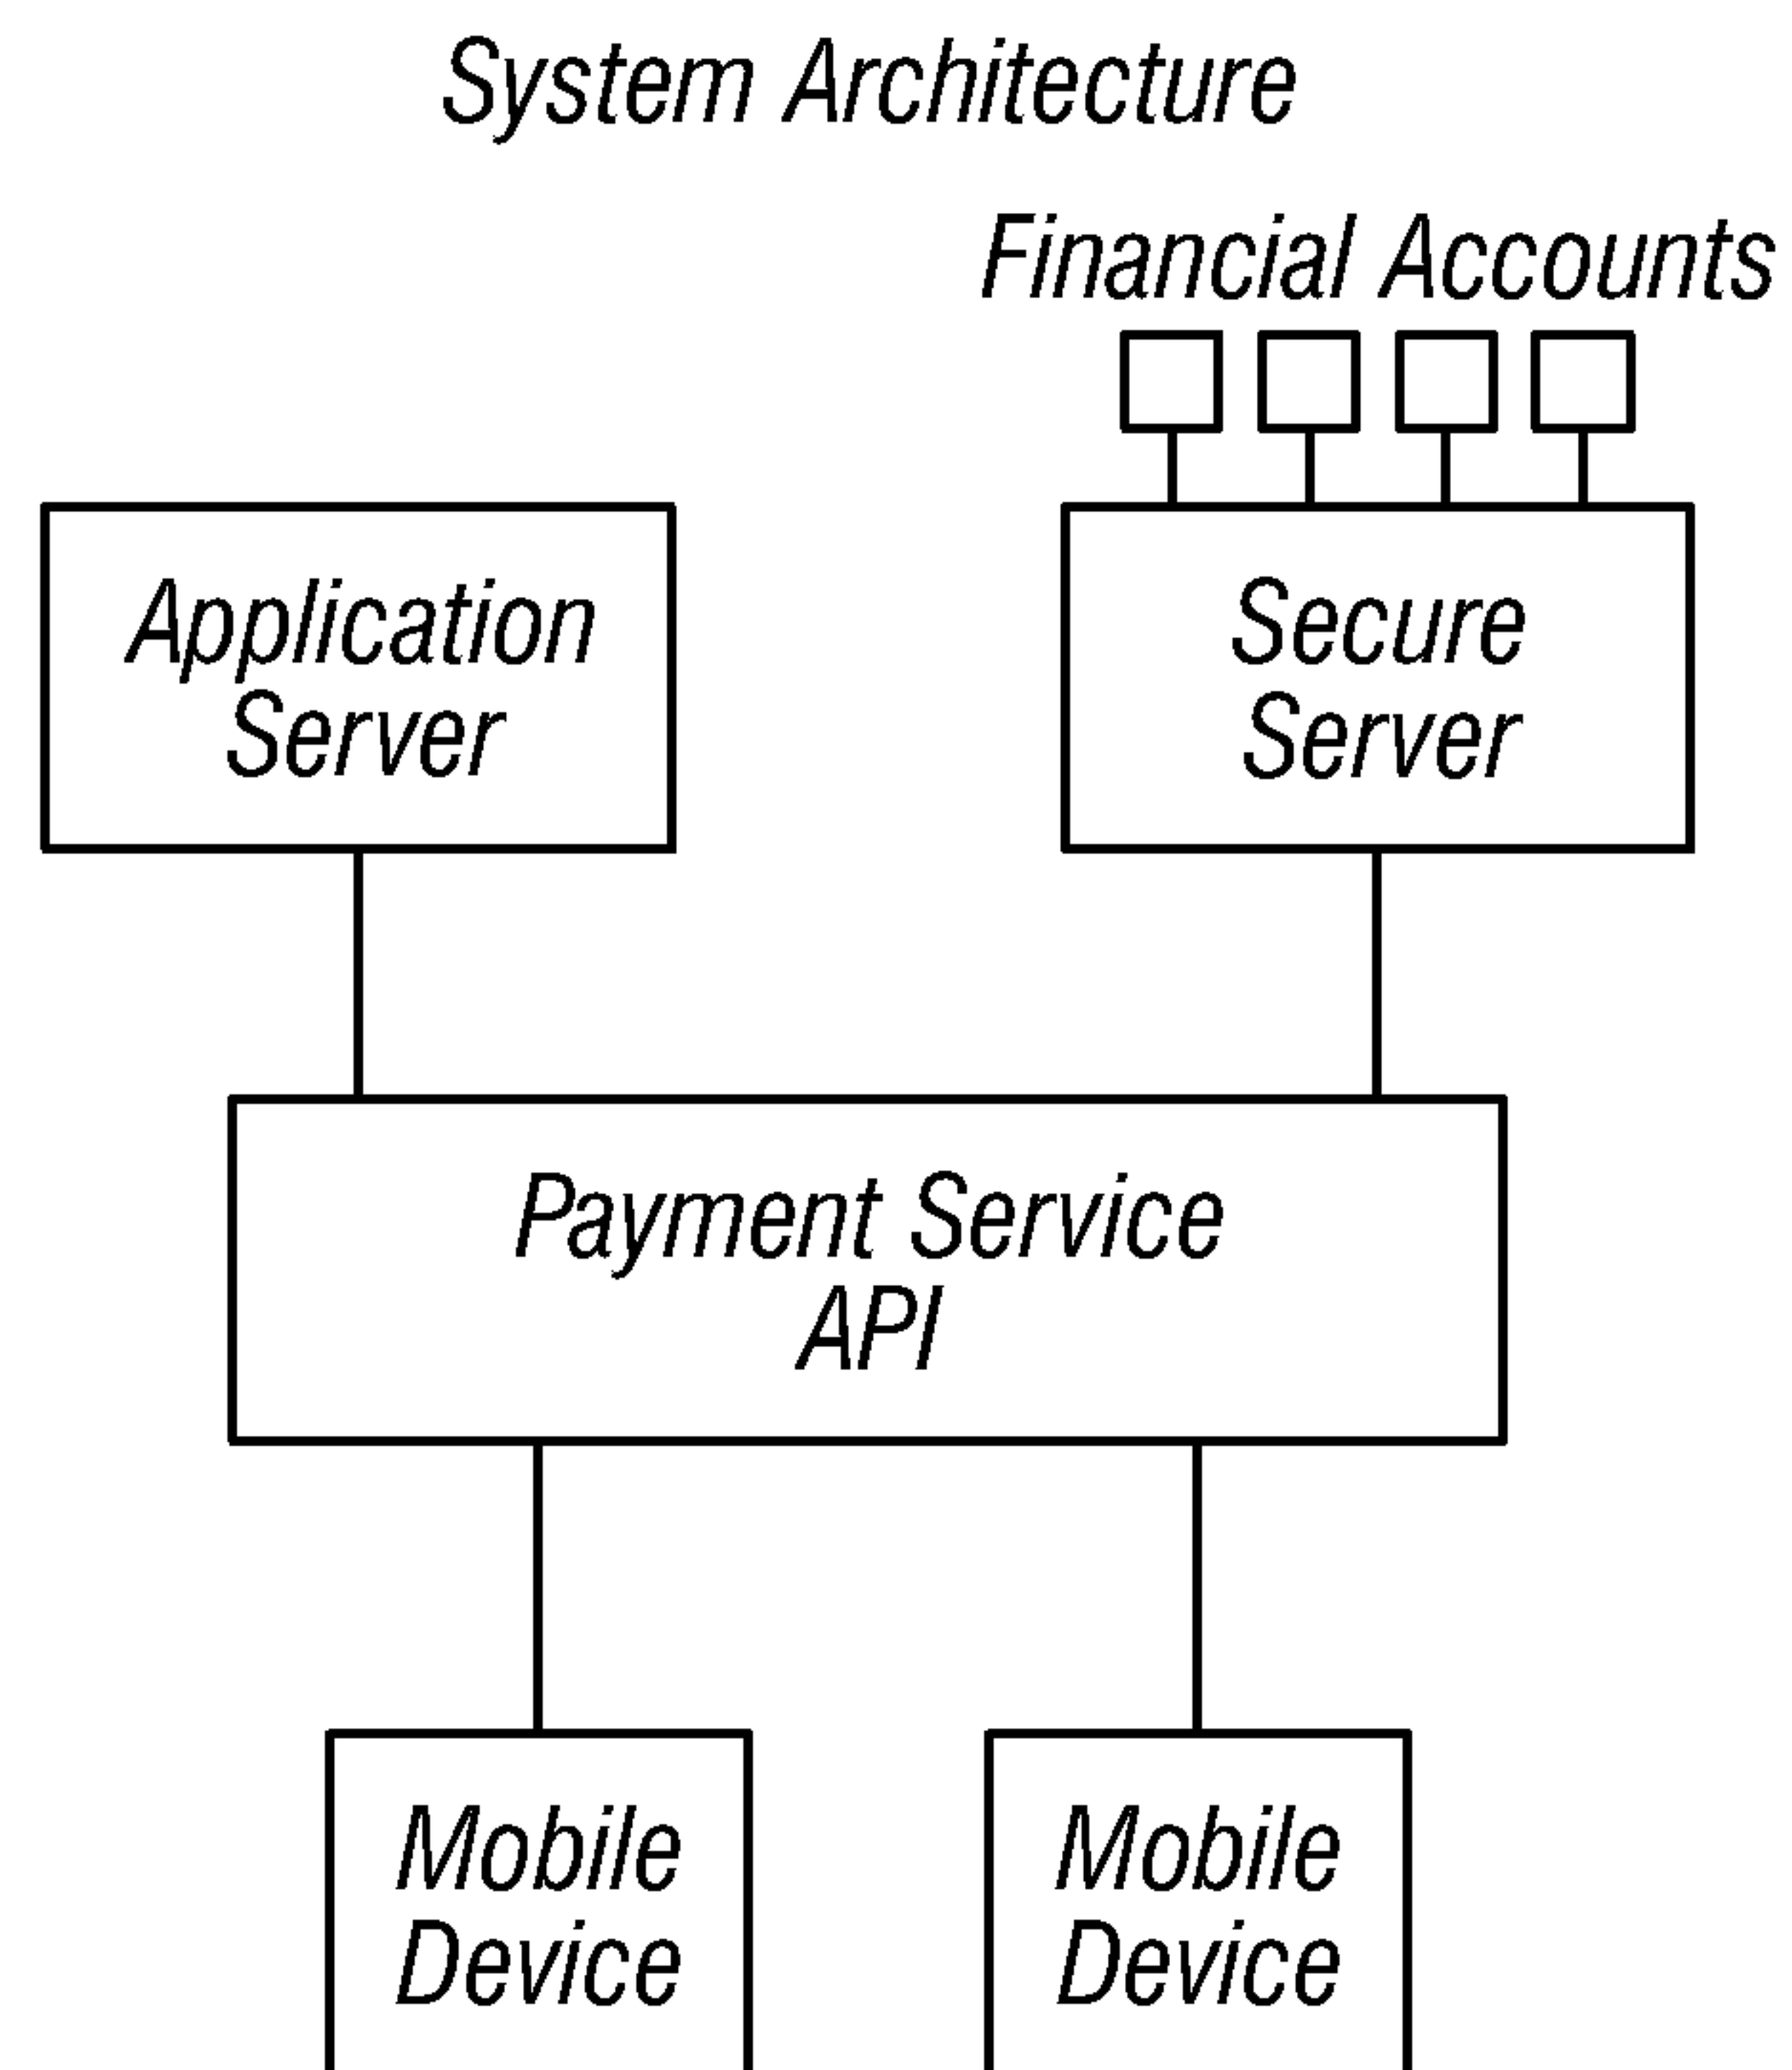 System Architecture
Financial Accounts
Application
Server
Secure
Server
Payment Service
API
Mobile
Device
Mobile
Device